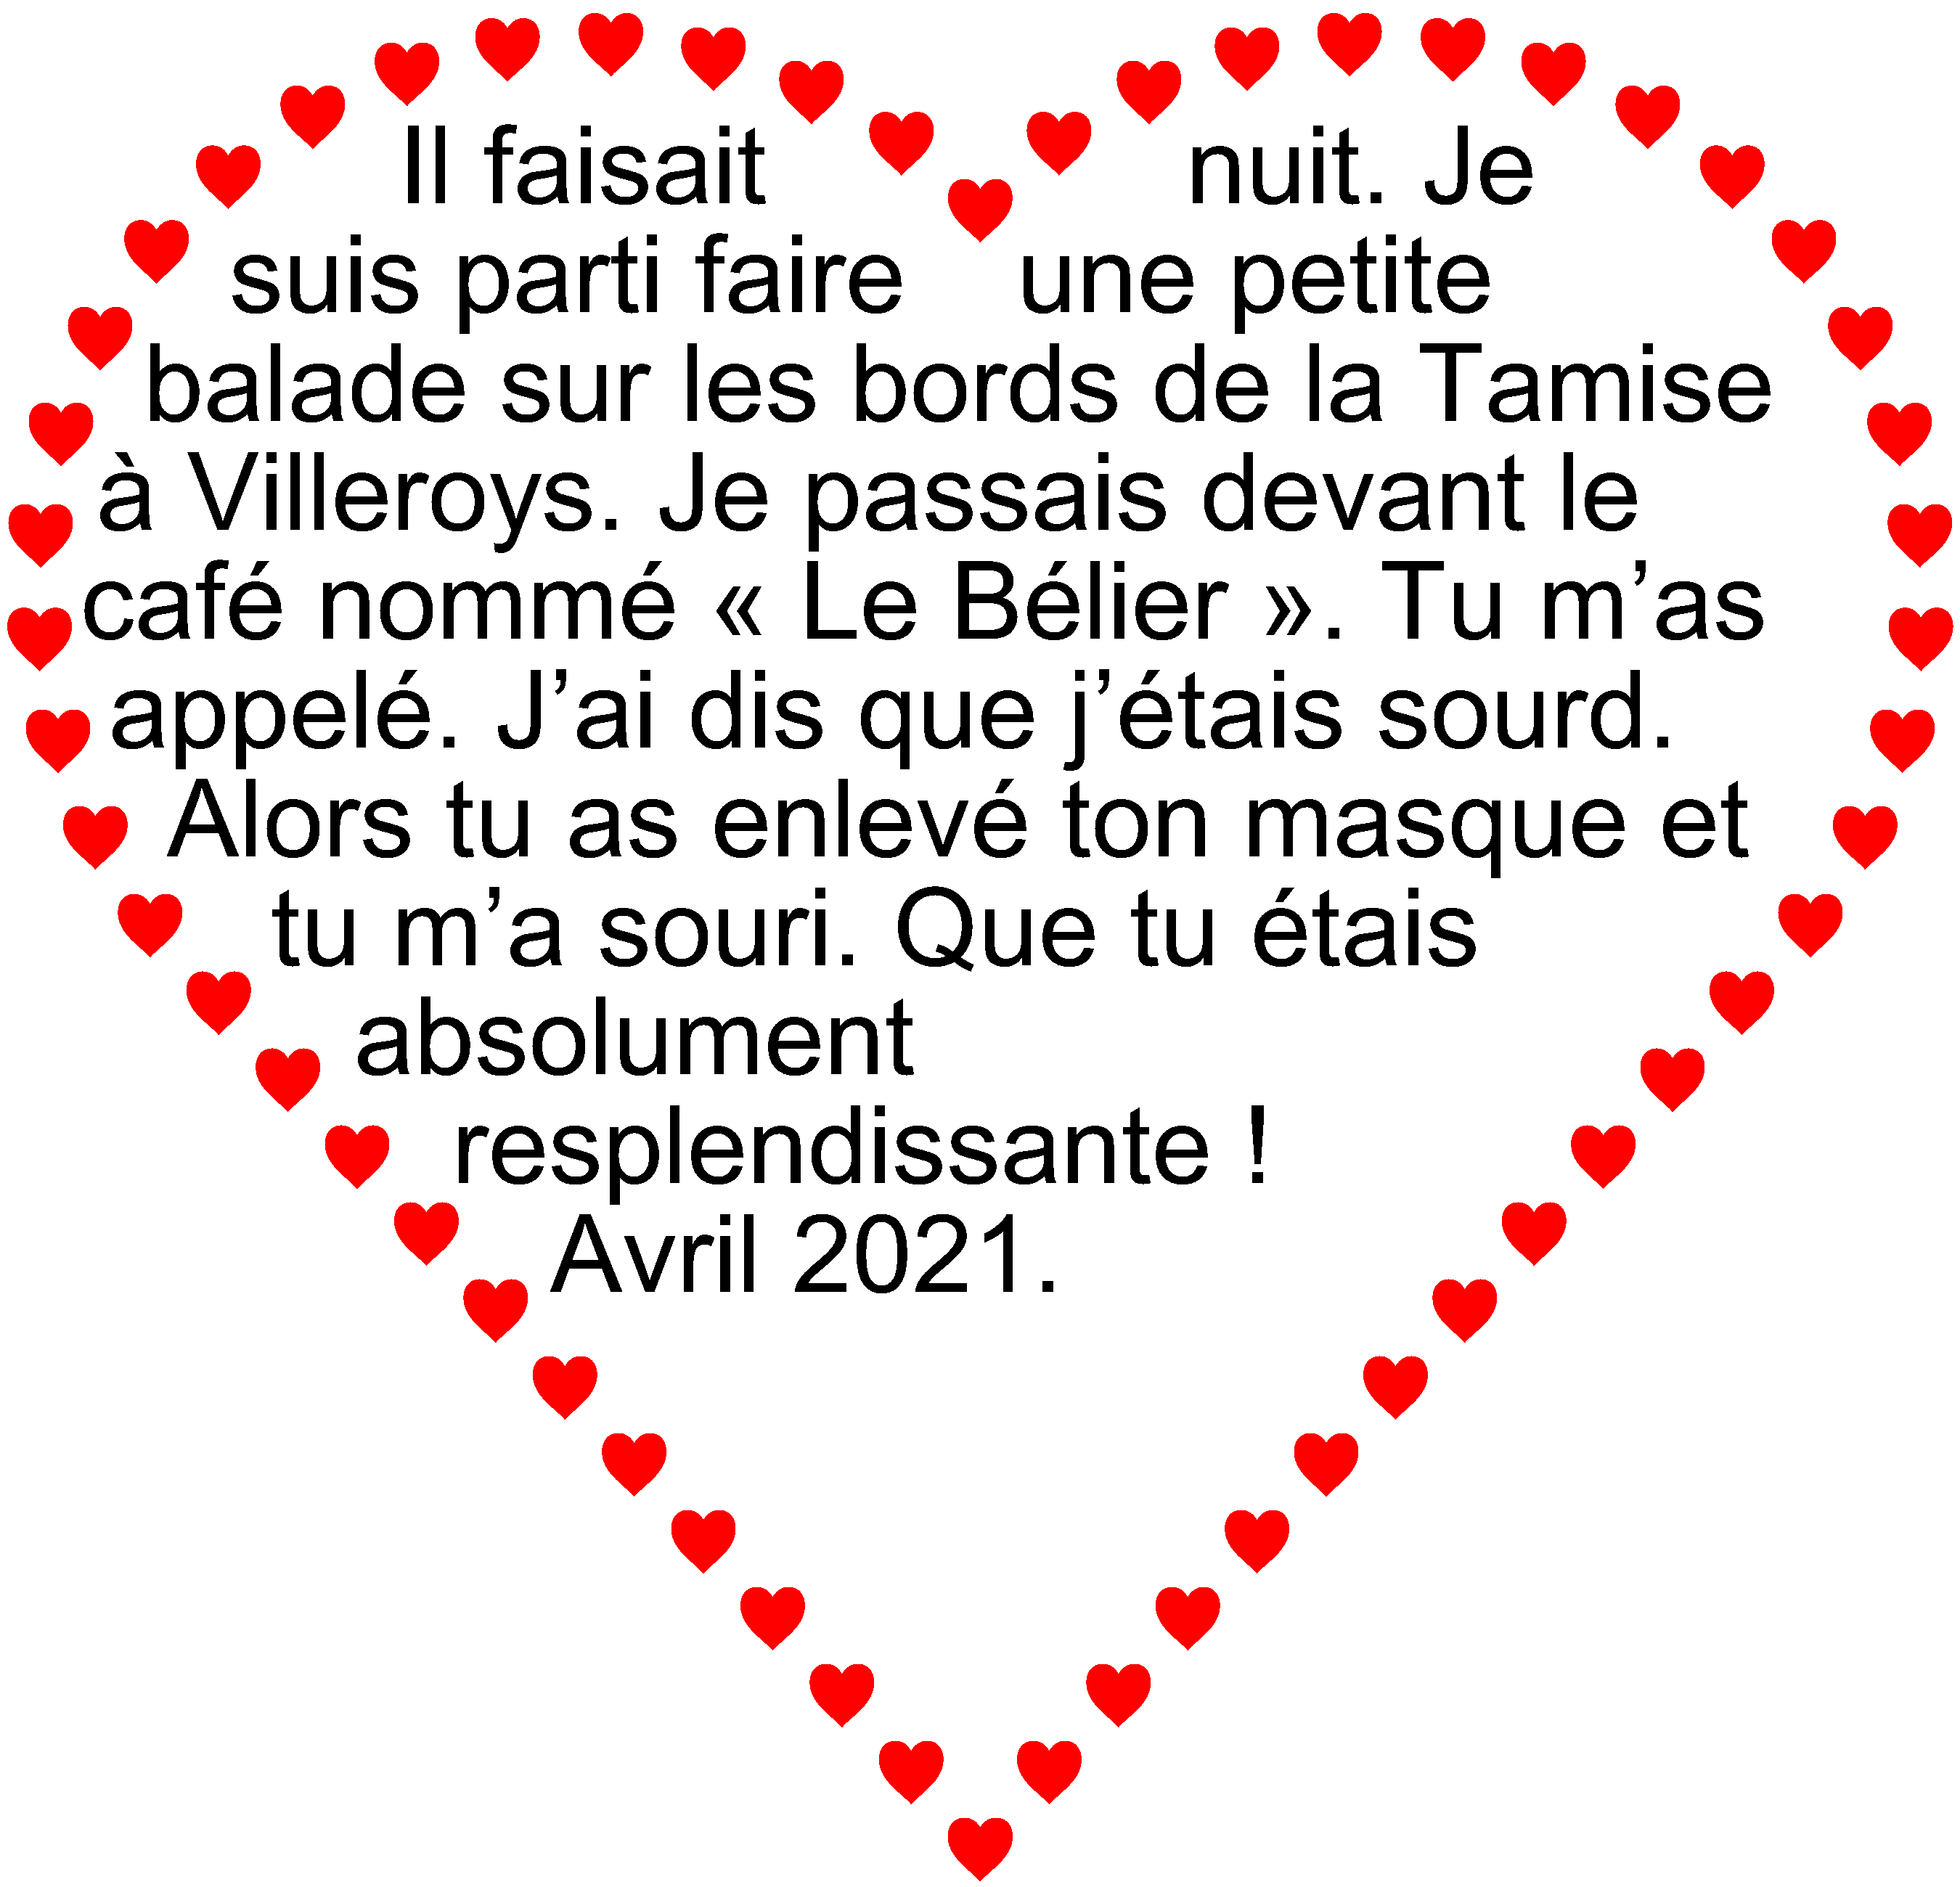 Il faisait nuit. Je
suis parti faire une petite
balade sur les bords de la Tamise
à Villeroys. Je passais devant le
café nommé « Le Bélier ». Tu m’as
appelé. J’ai dis que j’étais sourd.
Alors tu as enlevé ton masque et
tu m’a souri. Que tu étais
absolument
resplendissante !
Avril 2021.